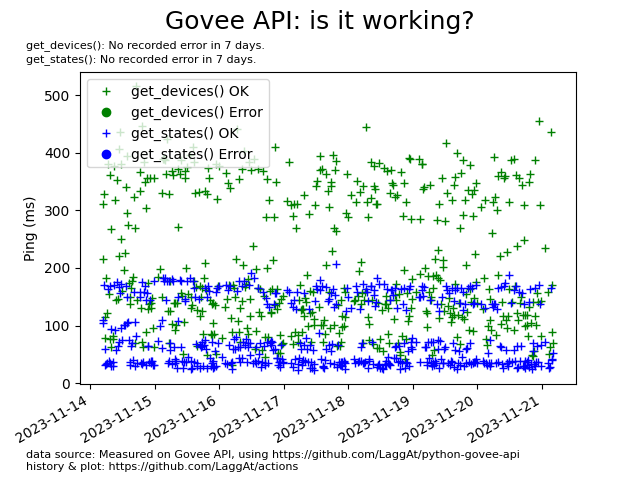 Govee API: is it working?
get_devices(): No recorded error in 7 days.
get_states(): No recorded error in 7 days.
get_devices() OK
get_devices() Error
get_states() OK
get_states() Error
Ping (ms)
500
400
300
200
100
0
2023-11-14
2023-11-15
2023-11-16
2023-11-17
2023-11-18
2023-11-19
2023-11-20
2023-11-21
data source: Measured on Govee API, using https://github.com/LaggAt/python-govee-api
history & plot: https://github.com/LaggAt/actions